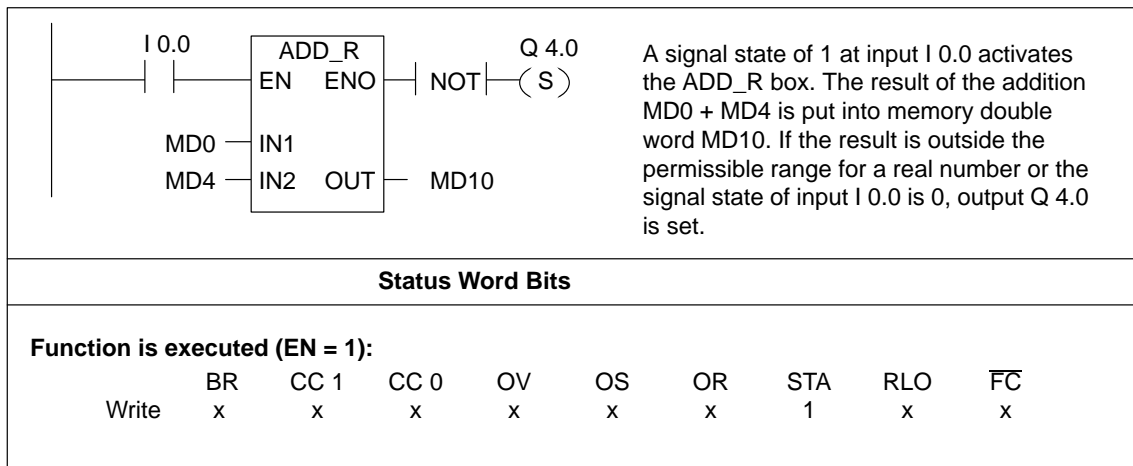 I 0.0
ADD_R
Q 4.0
EN ENO
NOT
S
MD0
IN1
MD4
IN2 OUT
MD10
A signal state of 1 at input I 0.0 activates
the ADD_R box. The result of the addition
MD0 + MD4 is put into memory double
word MD10. If the result is outside the
permissible range for a real number or the
signal state of input I 0.0 is 0, output Q 4.0
is set.
Status Word Bits
Function is executed (EN = 1):
BR CC 1 CC 0 OV OS OR STA RLO F̅C̅
Write x x x x x x 1 x x